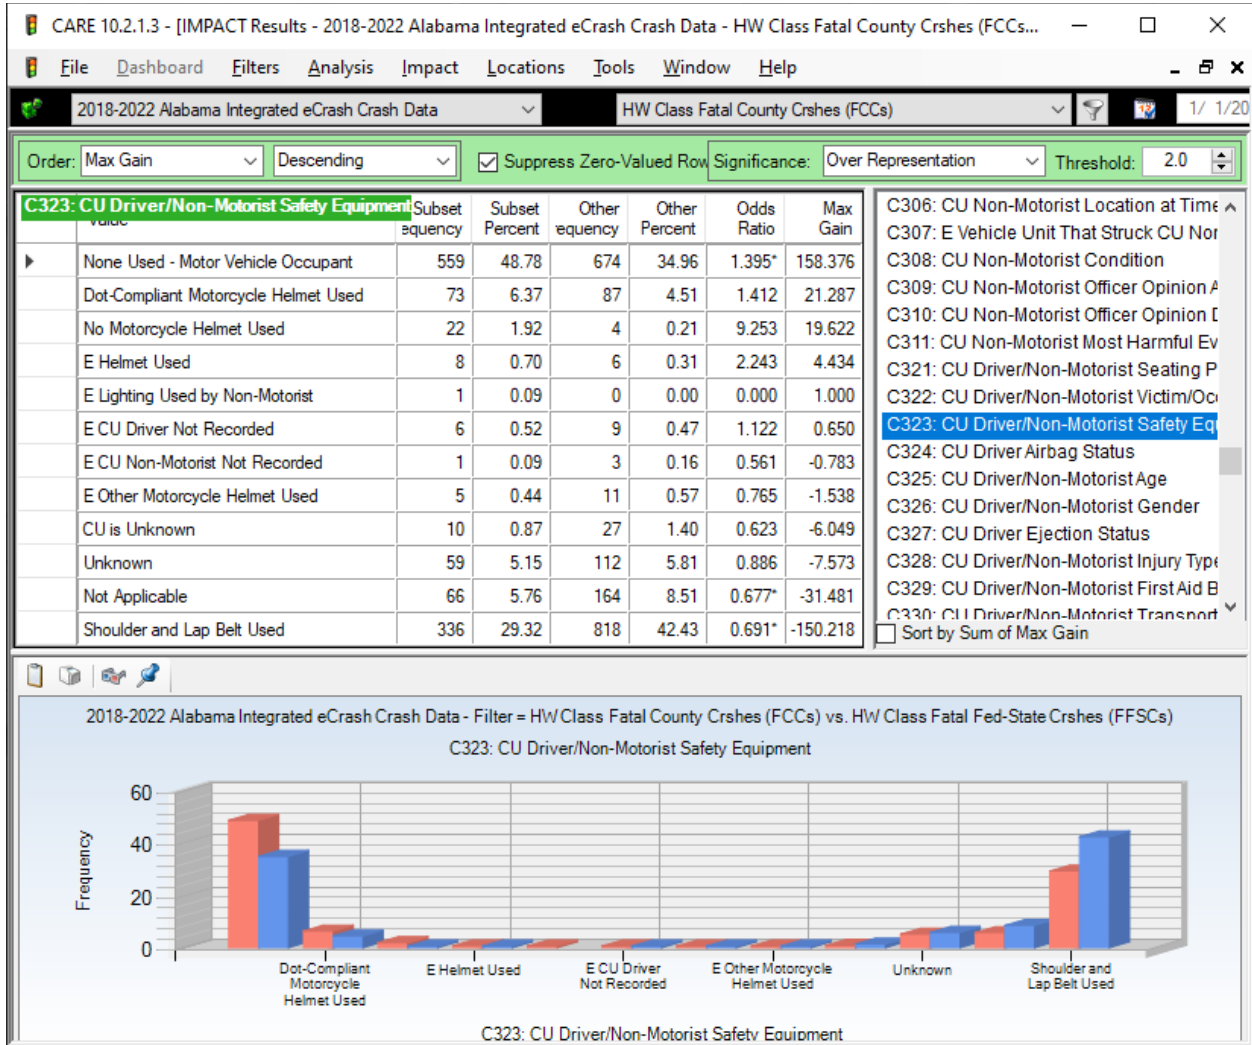 CARE 10.2.1.3 - [IMPACT Results - 2018-2022 Alabama Integrated eCrash Crash Data - HW Class Fatal County Crshes (FCCs...
File Dashboard Filters Analysis Impact Locations Tools Window Help
2018-2022 Alabama Integrated eCrash Crash Data HW Class Fatal County Crshes (FCCs) 1/ 1/20
Order: Max Gain Descending Suppress Zero-Valued Row Significance: Over Representation Threshold: 2.0
C323: CU Driver/Non-Motorist Safety Equipment
Subset equency Subset Percent Other equency Other Percent Odds Ratio Max Gain
None Used - Motor Vehicle Occupant 559 48.78 674 34.96 1.395* 158.376
Dot-Compliant Motorcycle Helmet Used 73 6.37 87 4.51 1.412 21.287
No Motorcycle Helmet Used 22 1.92 4 0.21 9.253 19.622
E Helmet Used 8 0.70 6 0.31 2.243 4.434
E Lighting Used by Non-Motorist 1 0.09 0 0.00 0.000 1.000
E CU Driver Not Recorded 6 0.52 9 0.47 1.122 0.650
E CU Non-Motorist Not Recorded 1 0.09 3 0.16 0.561 -0.783
E Other Motorcycle Helmet Used 5 0.44 11 0.57 0.765 -1.538
CU is Unknown 10 0.87 27 1.40 0.623 -6.049
Unknown 59 5.15 112 5.81 0.886 -7.573
Not Applicable 66 5.76 164 8.51 0.677* -31.481
Shoulder and Lap Belt Used 336 29.32 818 42.43 0.691* -150.218
C306: CU Non-Motorist Location at Time
C307: E Vehicle Unit That Struck CU Nor
C308: CU Non-Motorist Condition
C309: CU Non-Motorist Officer Opinion A
C310: CU Non-Motorist Officer Opinion D
C311: CU Non-Motorist Most Harmful Ev
C321: CU Driver/Non-Motorist Seating P
C322: CU Driver/Non-Motorist Victim/Occ
C323: CU Driver/Non-Motorist Safety Equ
C324: CU Driver Airbag Status
C325: CU Driver/Non-Motorist Age
C326: CU Driver/Non-Motorist Gender
C327: CU Driver Ejection Status
C328: CU Driver/Non-Motorist Injury Type
C329: CU Driver/Non-Motorist First Aid B
C330: CU Driver/Non-Motorist Transport
Sort by Sum of Max Gain
2018-2022 Alabama Integrated eCrash Crash Data - Filter = HW Class Fatal County Crshes (FCCs) vs. HW Class Fatal Fed-State Crshes (FFSCs)
C323: CU Driver/Non-Motorist Safety Equipment
Frequency
60
40
20
0
Dot-Compliant Motorcycle Helmet Used
E Helmet Used
E CU Driver Not Recorded
E Other Motorcycle Helmet Used
Unknown
Shoulder and Lap Belt Used
C323: CU Driver/Non-Motorist Safety Equipment